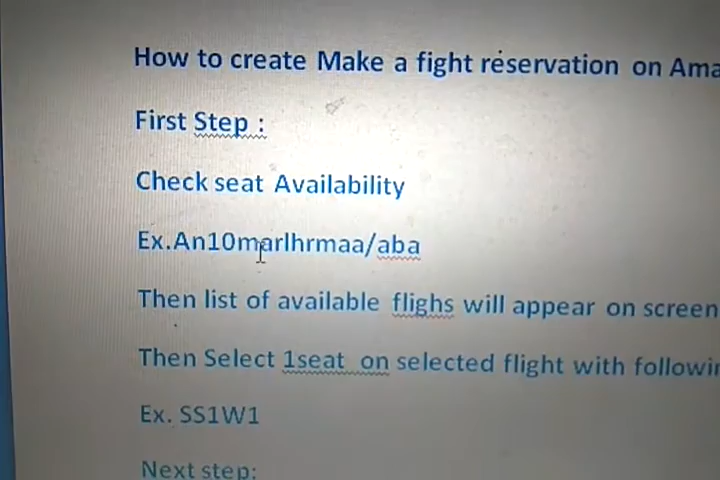 How to create Make a fight reservation on Ama
First Step :
Check seat Availability
Ex.An10marlhrmaa/aba
Then list of available flighs will appear on screen
Then Select 1seat on selected flight with followin
Ex. SS1W1
Next step: